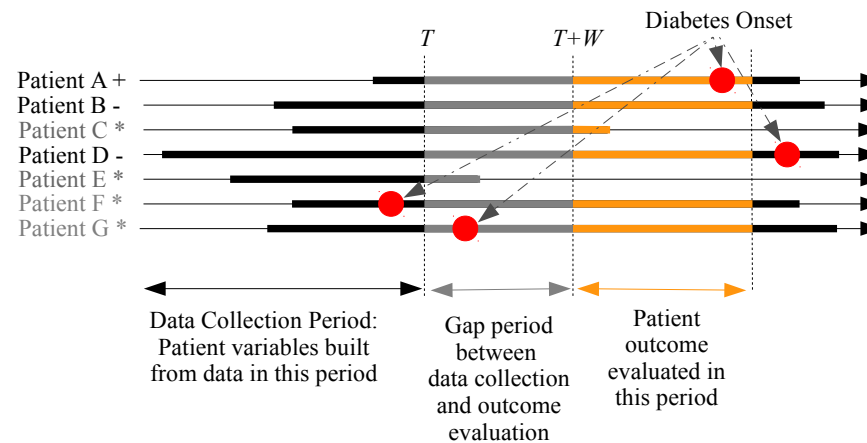 Diabetes Onset
T
T+W
Patient A +
Patient B -
Patient C *
Patient D -
Patient E *
Patient F *
Patient G *
Data Collection Period:
Patient variables built
from data in this period
Gap period
between
data collection
and outcome
evaluation
Patient
outcome
evaluated in
this period